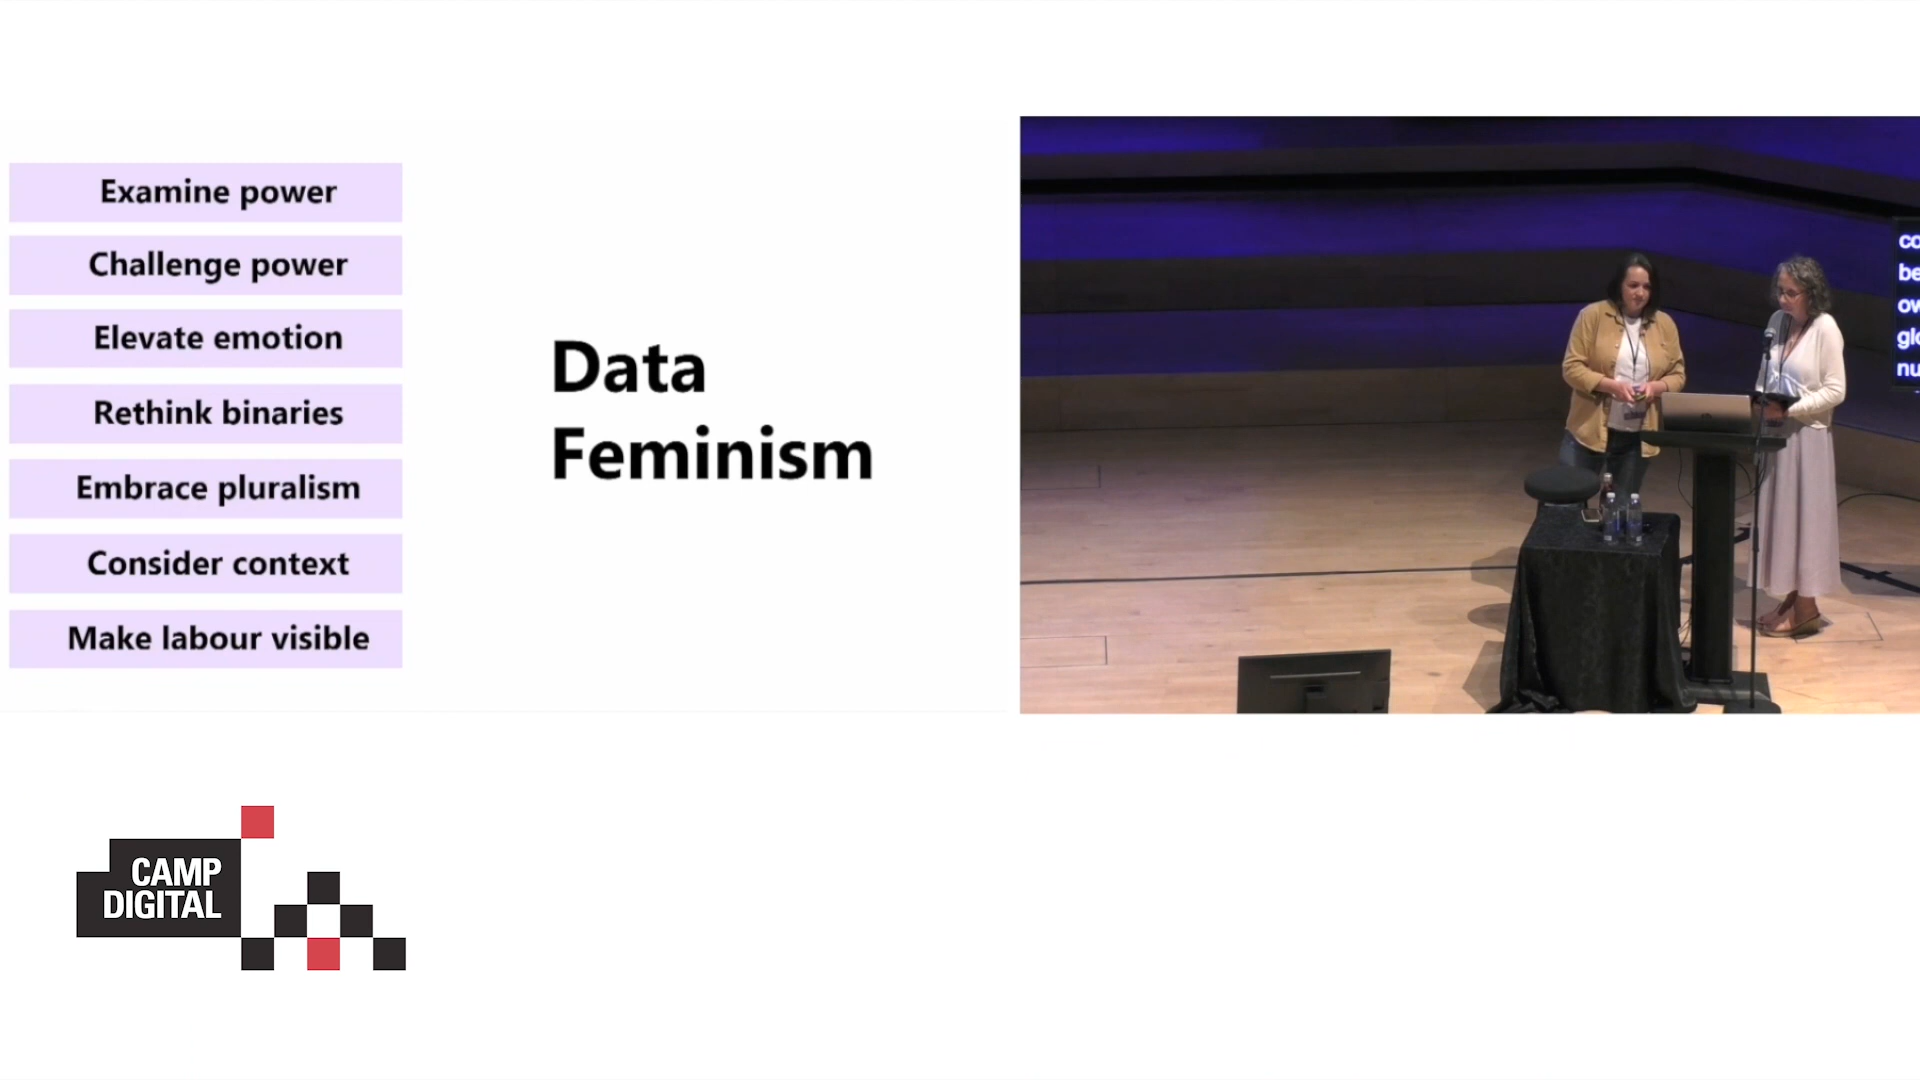 Examine power
Challenge power
Elevate emotion
Rethink binaries
Embrace pluralism
Consider context
Make labour visible
Data
Feminism
CAMP
DIGITAL